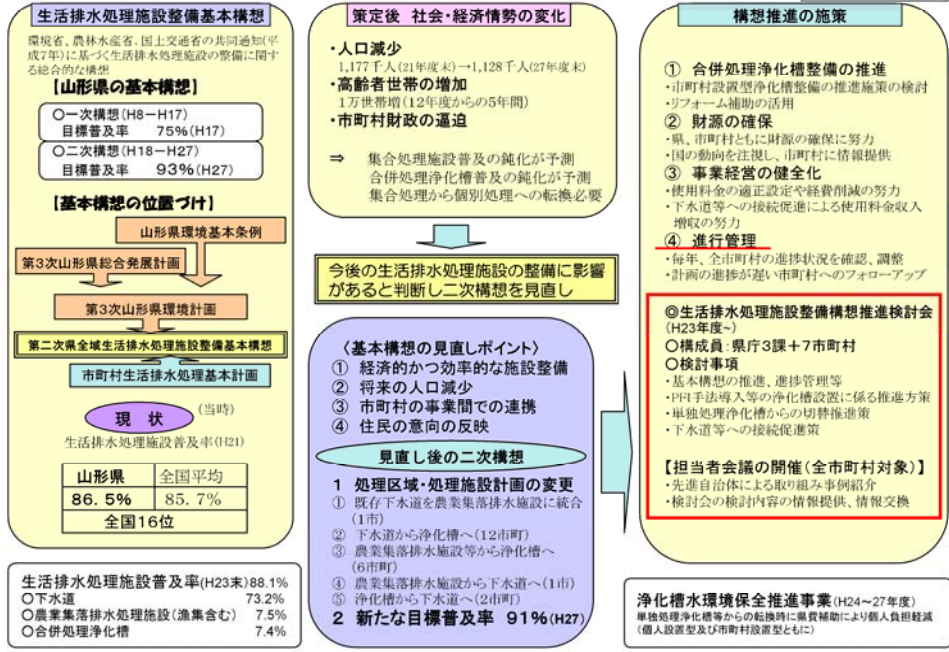 生活排水処理施設整備基本構想
環境省、農林水産省、国土交通省の共同通知(平
成7年)に基づく生活排水処理施設の整備に関す
る総合的な構想
【山形県の基本構想】
○一次構想(H8－H17)
目標普及率 75%(H17)
○二次構想(H18－H27)
目標普及率 93%(H27)
【基本構想の位置づけ】
山形県環境基本条例
第3次山形県総合発展計画
第3次山形県環境計画
第二次県全域生活排水処理施設整備基本構想
市町村生活排水処理基本計画
現 状
(当時)
生活排水処理施設普及率(H21)
山形県 全国平均
86.5% 85.7%
全国16位
生活排水処理施設普及率(H23末)88.1%
○下水道 73.2%
○農業集落排水処理施設(漁集含む) 7.5%
○合併処理浄化槽 7.4%
策定後 社会・経済情勢の変化
・人口減少
1,177千人(21年度末)→1,128千人(27年度末)
・高齢者世帯の増加
1万世帯増(12年度からの5年間)
・市町村財政の逼迫
⇒ 集合処理施設普及の鈍化が予測
合併処理浄化槽普及の鈍化が予測
集合処理から個別処理への転換必要
今後の生活排水処理施設の整備に影響
があると判断し二次構想を見直し
〈基本構想の見直しポイント〉
① 経済的かつ効率的な施設整備
② 将来の人口減少
③ 市町村の事業間での連携
④ 住民の意向の反映
見直し後の二次構想
1 処理区域・処理施設計画の変更
① 既存下水道を農業集落排水施設に統合
(1市)
② 下水道から浄化槽へ(12市町)
③ 農業集落排水施設等から浄化槽へ
(6市町)
④ 農業集落排水施設から下水道へ(1市)
⑤ 浄化槽から下水道へ(2市町)
2 新たな目標普及率 91%(H27)
構想推進の施策
① 合併処理浄化槽整備の推進
・市町村設置型浄化槽整備の推進施策の検討
・リフォーム補助の活用
② 財源の確保
・県、市町村ともに財源の確保に努力
・国の動向を注視し、市町村に情報提供
③ 事業経営の健全化
・使用料金の適正設定や経費削減の努力
・下水道等への接続促進による使用料金収入
増収の努力
④ 進行管理
・毎年、全市町村の進捗状況を確認、調整
・計画の進捗が遅い市町村へのフォローアップ
◎生活排水処理施設整備構想推進検討会
(H23年度~)
○構成員：県庁3課＋7市町村
○検討事項
・基本構想の推進、進捗管理等
・PFI手法導入等の浄化槽設置に係る推進方策
・単独処理浄化槽からの切替推進策
・下水道等への接続促進策
【担当者会議の開催(全市町村対象)】
・先進自治体による取り組み事例紹介
・検討会の検討内容の情報提供、情報交換
浄化槽水環境保全推進事業(H24～27年度)
単独処理浄化槽等からの転換時に県費補助により個人負担軽減
(個人設置型及び市町村設置型ともに)